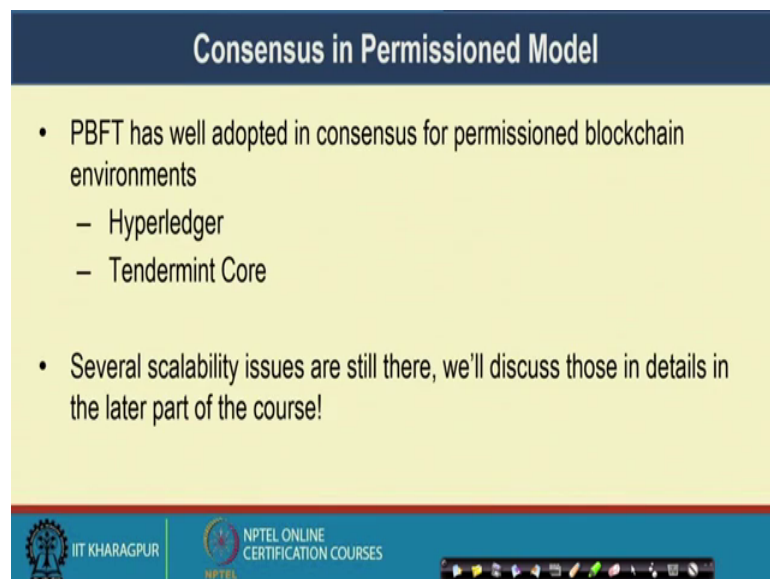 Consensus in Permissioned Model
• PBFT has well adopted in consensus for permissioned blockchain
environments
– Hyperledger
– Tendermint Core
• Several scalability issues are still there, we'll discuss those in details in
the later part of the course!
IIT KHARAGPUR
NPTEL
NPTEL ONLINE
CERTIFICATION COURSES